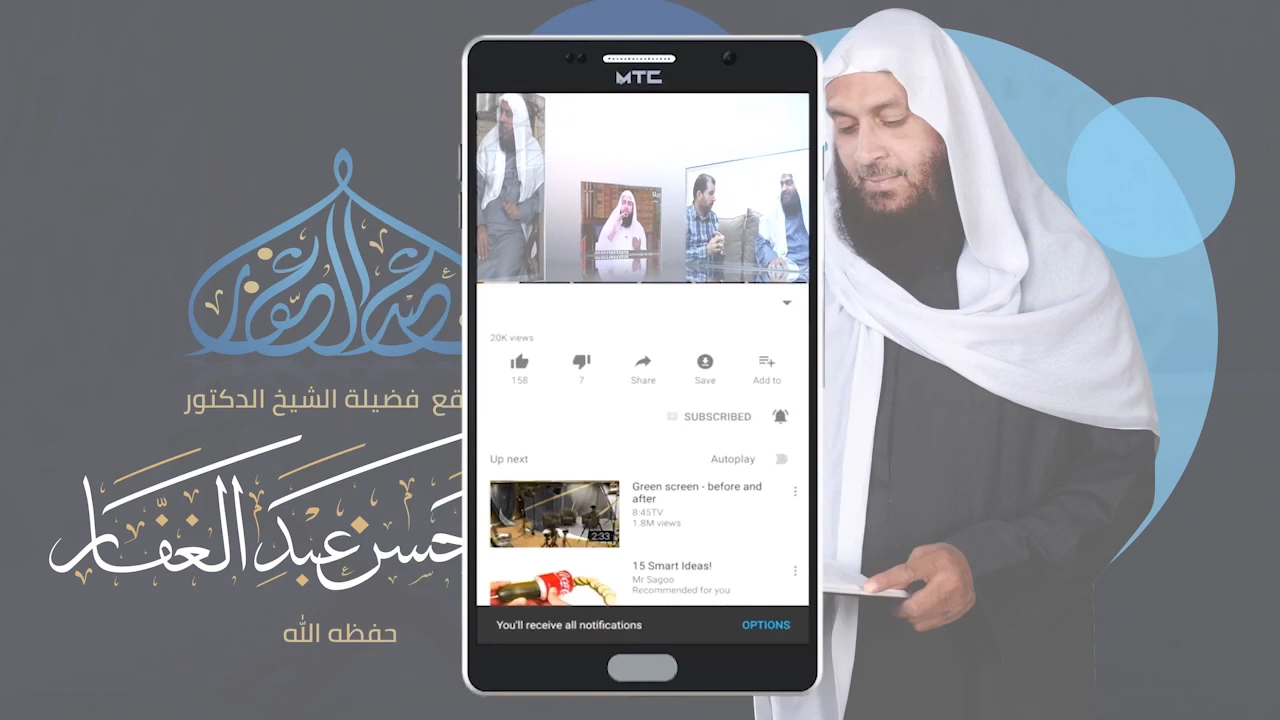 MTC
20K views
158
7
Share
Save
Add to
SUBSCRIBED
Up next
Autoplay
Green screen - before and
after
8:45TV
1.8M views
2:33
15 Smart Ideas!
Mr Sagoo
Recommended for you
You'll receive all notifications
OPTIONS
قع فضيلة الشيخ الدكتور
حسن عبد الغفار
حفظه الله